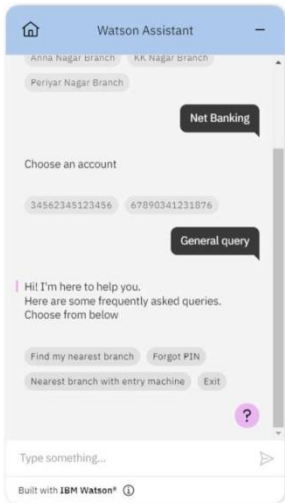 Watson Assistant
Anna Nagar Branch KK Nagar Branch
Periyar Nagar Branch
Net Banking
Choose an account
34562345123456 67890341231876
General query
Hi! I'm here to help you.
Here are some frequently asked queries.
Choose from below
Find my nearest branch Forgot PIN
Nearest branch with entry machine Exit
?
Type something...
Built with IBM Watson®